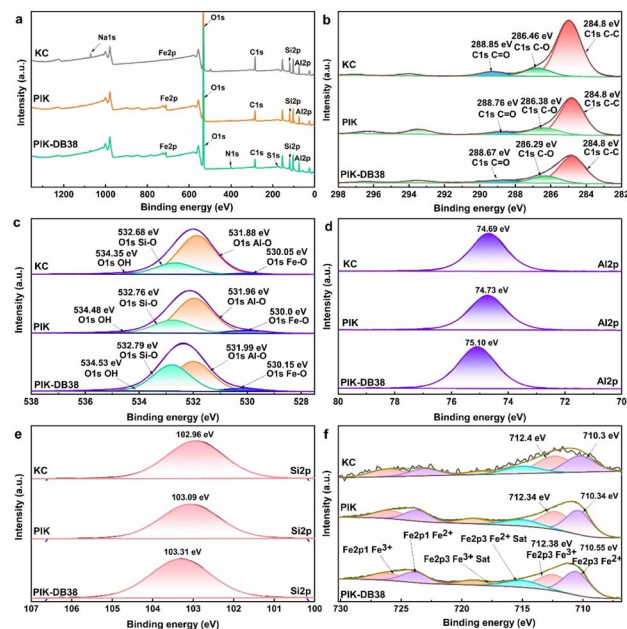 a
O1s
Na1s
Fe2p
C1s
Si2p
Al2p
KC
Fe2p
O1s
C1s
Si2p
Al2p
PIK
Fe2p
O1s
N1s
C1s
S1s
Si2p
Al2p
PIK-DB38
Intensity (a.u.)
1350 1200 1050 900 750 600 450 300 150 0
Binding energy (eV)
b
288.85 eV
C1s C=O
286.46 eV
C1s C-O
284.8 eV
C1s C-C
KC
288.76 eV
C1s C=O
286.38 eV
C1s C-O
284.8 eV
C1s C-C
PIK
288.67 eV
C1s C=O
286.29 eV
C1s C-O
284.8 eV
C1s C-C
PIK-DB38
Intensity (a.u.)
298 296 294 292 290 288 286 284 282
Binding energy (eV)
c
532.68 eV
O1s Si-O
534.35 eV
O1s OH
531.88 eV
O1s Al-O
530.05 eV
O1s Fe-O
KC
532.76 eV
O1s Si-O
534.48 eV
O1s OH
531.96 eV
O1s Al-O
530.0 eV
O1s Fe-O
PIK
532.79 eV
O1s Si-O
534.53 eV
O1s OH
531.99 eV
O1s Al-O
530.15 eV
O1s Fe-O
PIK-DB38
Intensity (a.u.)
538 536 534 532 530 528
Binding energy (eV)
d
74.69 eV
KC
Al2p
74.73 eV
PIK
Al2p
75.10 eV
PIK-DB38
Al2p
Intensity (a.u.)
80 78 76 74 72 70
Binding energy (eV)
e
102.96 eV
KC
Si2p
103.09 eV
PIK
Si2p
103.31 eV
PIK-DB38
Si2p
Intensity (a.u.)
107 106 105 104 103 102 101 100
Binding energy (eV)
f
712.4 eV
710.3 eV
KC
712.34 eV
710.34 eV
PIK
Fe2p1 Fe2+
Fe2p3 Fe2+ Sat
Fe2p1 Fe3+
Fe2p3 Fe3+ Sat
712.38 eV
Fe2p3 Fe3+
710.55 eV
Fe2p3 Fe2+
PIK-DB38
Intensity (a.u.)
730 725 720 715 710
Binding energy (eV)